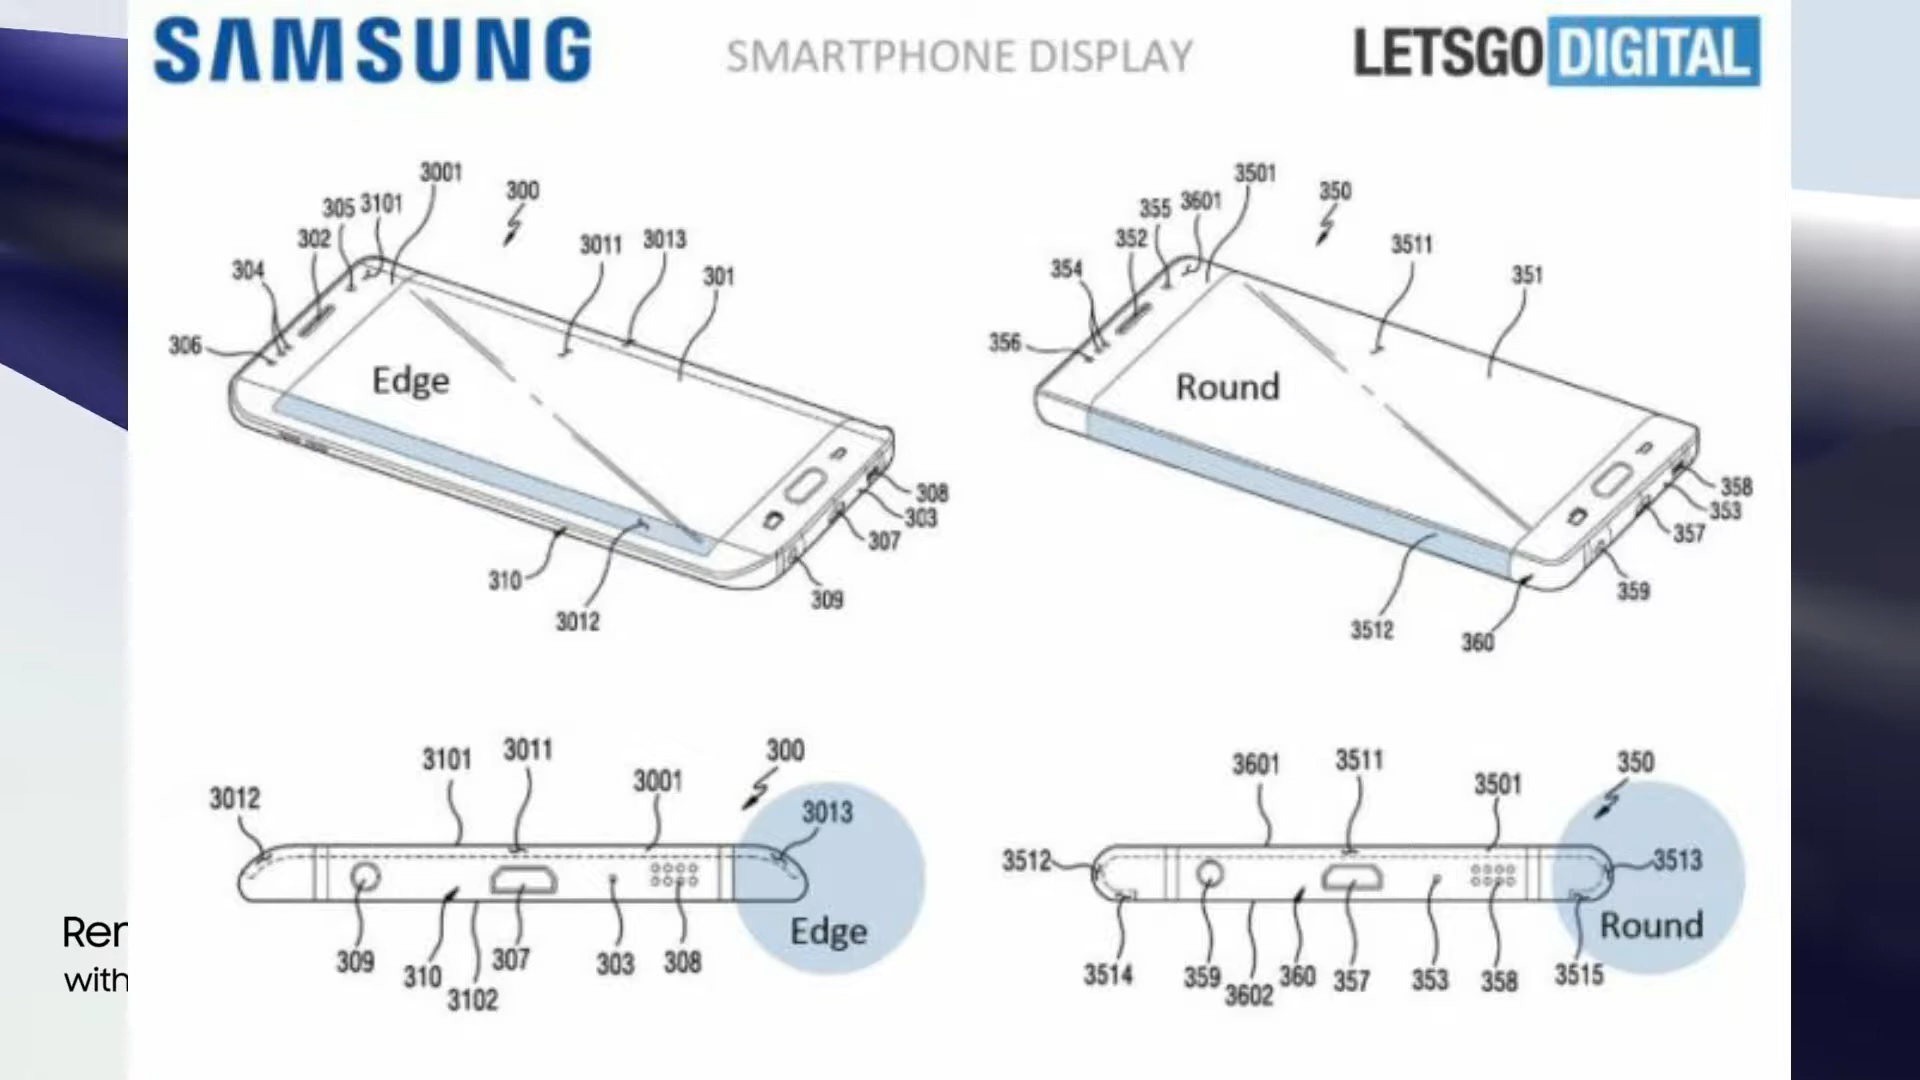 SAMSUNG
SMARTPHONE DISPLAY
LETSGODIGITAL
3001
300
305 3101
302
3011 3013
304
301
306
Edge
308
303
307
310
309
3012
3501
350
355 3601
352
3511
354
351
356
Round
358
353
357
359
3512
360
3101 3011 300
3001
3012
3013
Edge
309 310 307 303 308
3102
3601 3511 350
3501
3512
3513
Round
3514 359 360 357 353 358 3515
3602
Ren
with